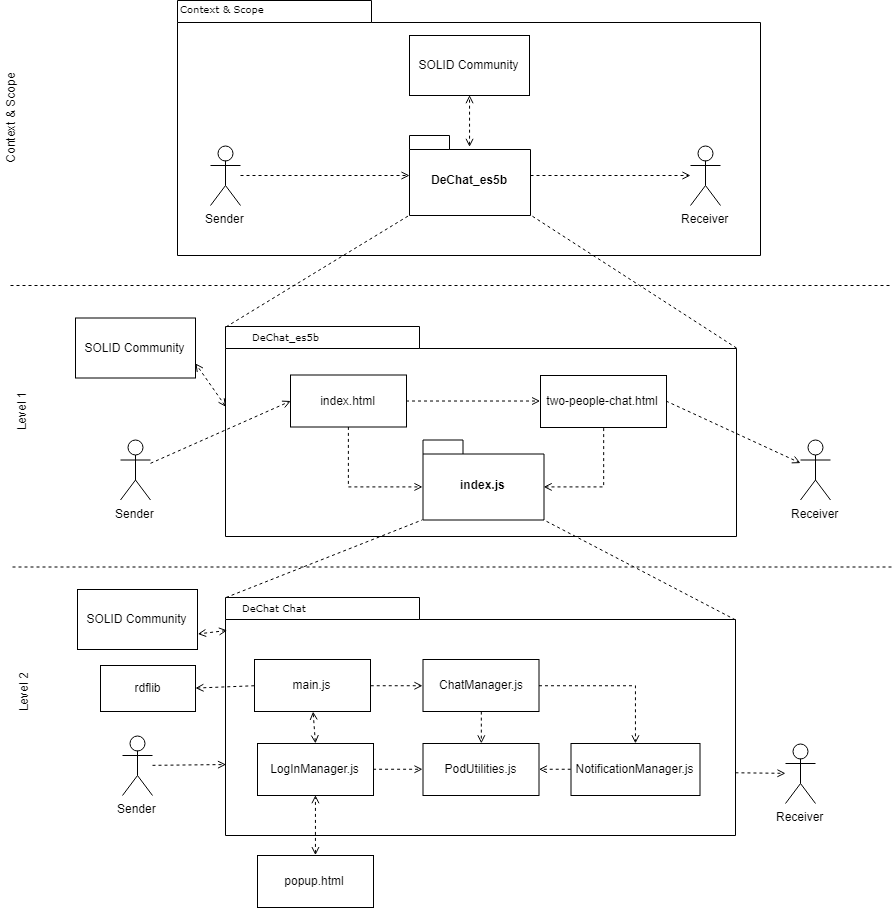 Context & Scope
Context & Scope
SOLID Community
DeChat_es5b
Sender
Receiver
Level 1
DeChat_es5b
SOLID Community
index.html
two-people-chat.html
index.js
Sender
Receiver
Level 2
DeChat Chat
SOLID Community
rdflib
main.js
ChatManager.js
LogInManager.js
PodUtilities.js
NotificationManager.js
Sender
Receiver
popup.html